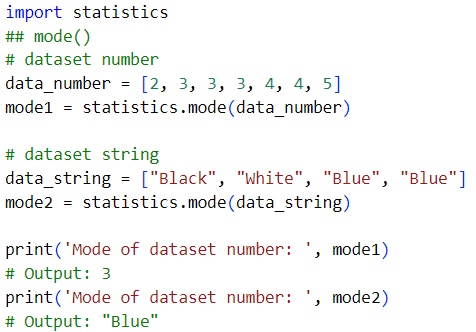 import statistics
## mode()
# dataset number
data_number = [2, 3, 3, 3, 4, 4, 5]
mode1 = statistics.mode(data_number)

# dataset string
data_string = ["Black", "White", "Blue", "Blue"]
mode2 = statistics.mode(data_string)

print('Mode of dataset number: ', mode1)
# Output: 3
print('Mode of dataset number: ', mode2)
# Output: "Blue"